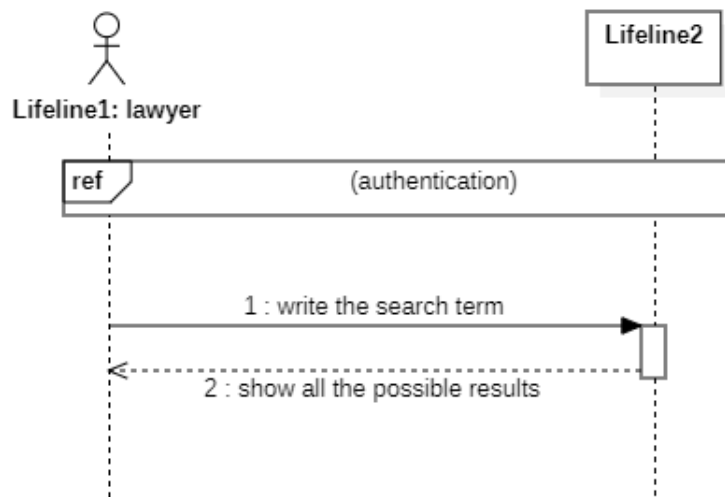 Lifeline2
Lifeline1: lawyer
ref
(authentication)
1 : write the search term
2 : show all the possible results